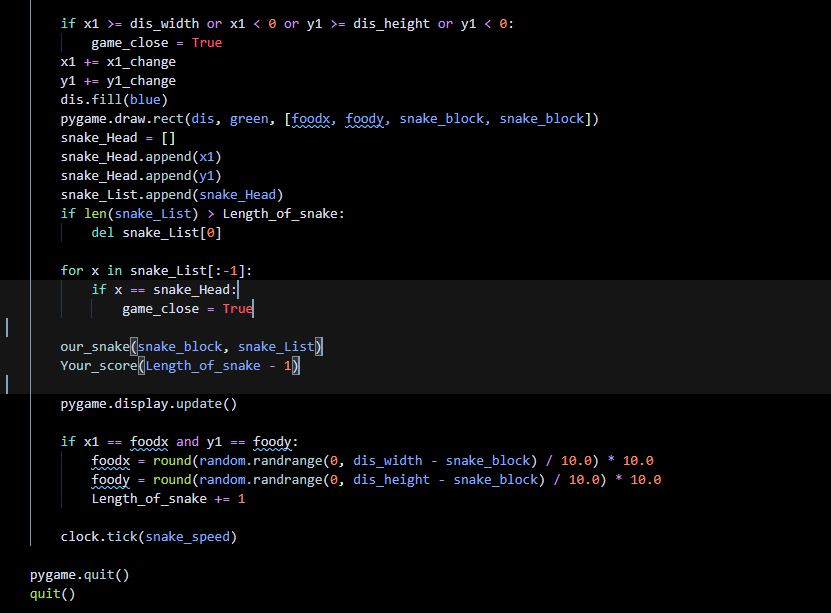 if x1 >= dis_width or x1 < 0 or y1 >= dis_height or y1 < 0:
    game_close = True
x1 += x1_change
y1 += y1_change
dis.fill(blue)
pygame.draw.rect(dis, green, [foodx, foody, snake_block, snake_block])
snake_Head = []
snake_Head.append(x1)
snake_Head.append(y1)
snake_List.append(snake_Head)
if len(snake_List) > Length_of_snake:
    del snake_List[0]

for x in snake_List[:-1]:
    if x == snake_Head:
        game_close = True

our_snake(snake_block, snake_List)
Your_score(Length_of_snake - 1)

pygame.display.update()

if x1 == foodx and y1 == foody:
    foodx = round(random.randrange(0, dis_width - snake_block) / 10.0) * 10.0
    foody = round(random.randrange(0, dis_height - snake_block) / 10.0) * 10.0
    Length_of_snake += 1

clock.tick(snake_speed)

pygame.quit()
quit()